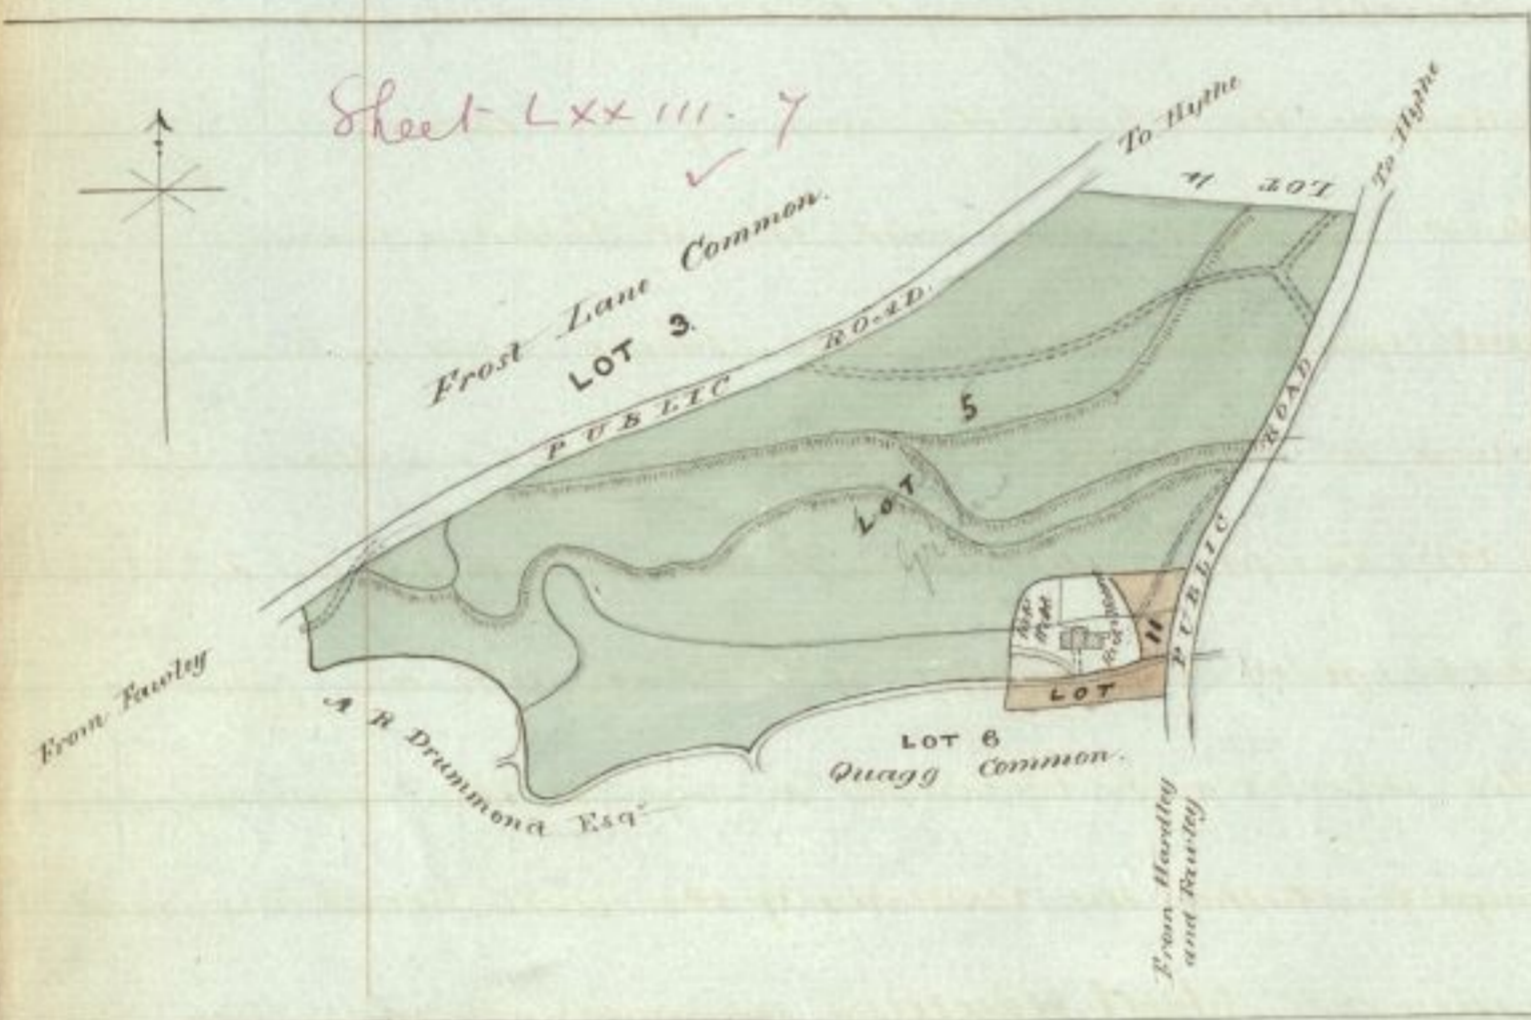 Sheet LXXIII. 7
To Hythe
To Hythe
LOT 4
Frost Lane Common.
LOT 3.
PUBLIC ROAD.
LOT 5
PUBLIC ROAD
From Fawley
A R Drummond Esqr
LOT 11
LOT 6
Quagg Common.
From Hardley
and Fawley